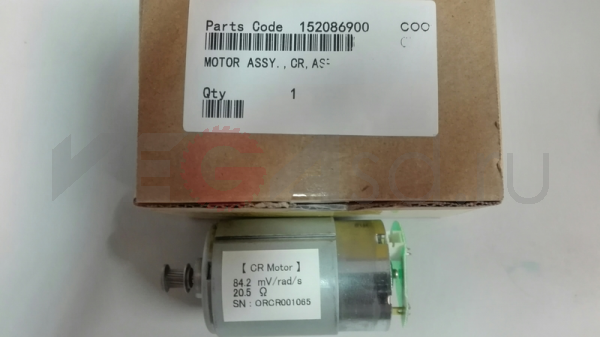 Parts Code 152086900 COO
MOTOR ASSY.,CR,AS
Qty 1
【 CR Motor 】
84.2 mV/rad/s
20.5 Ω
SN : ORCR001065